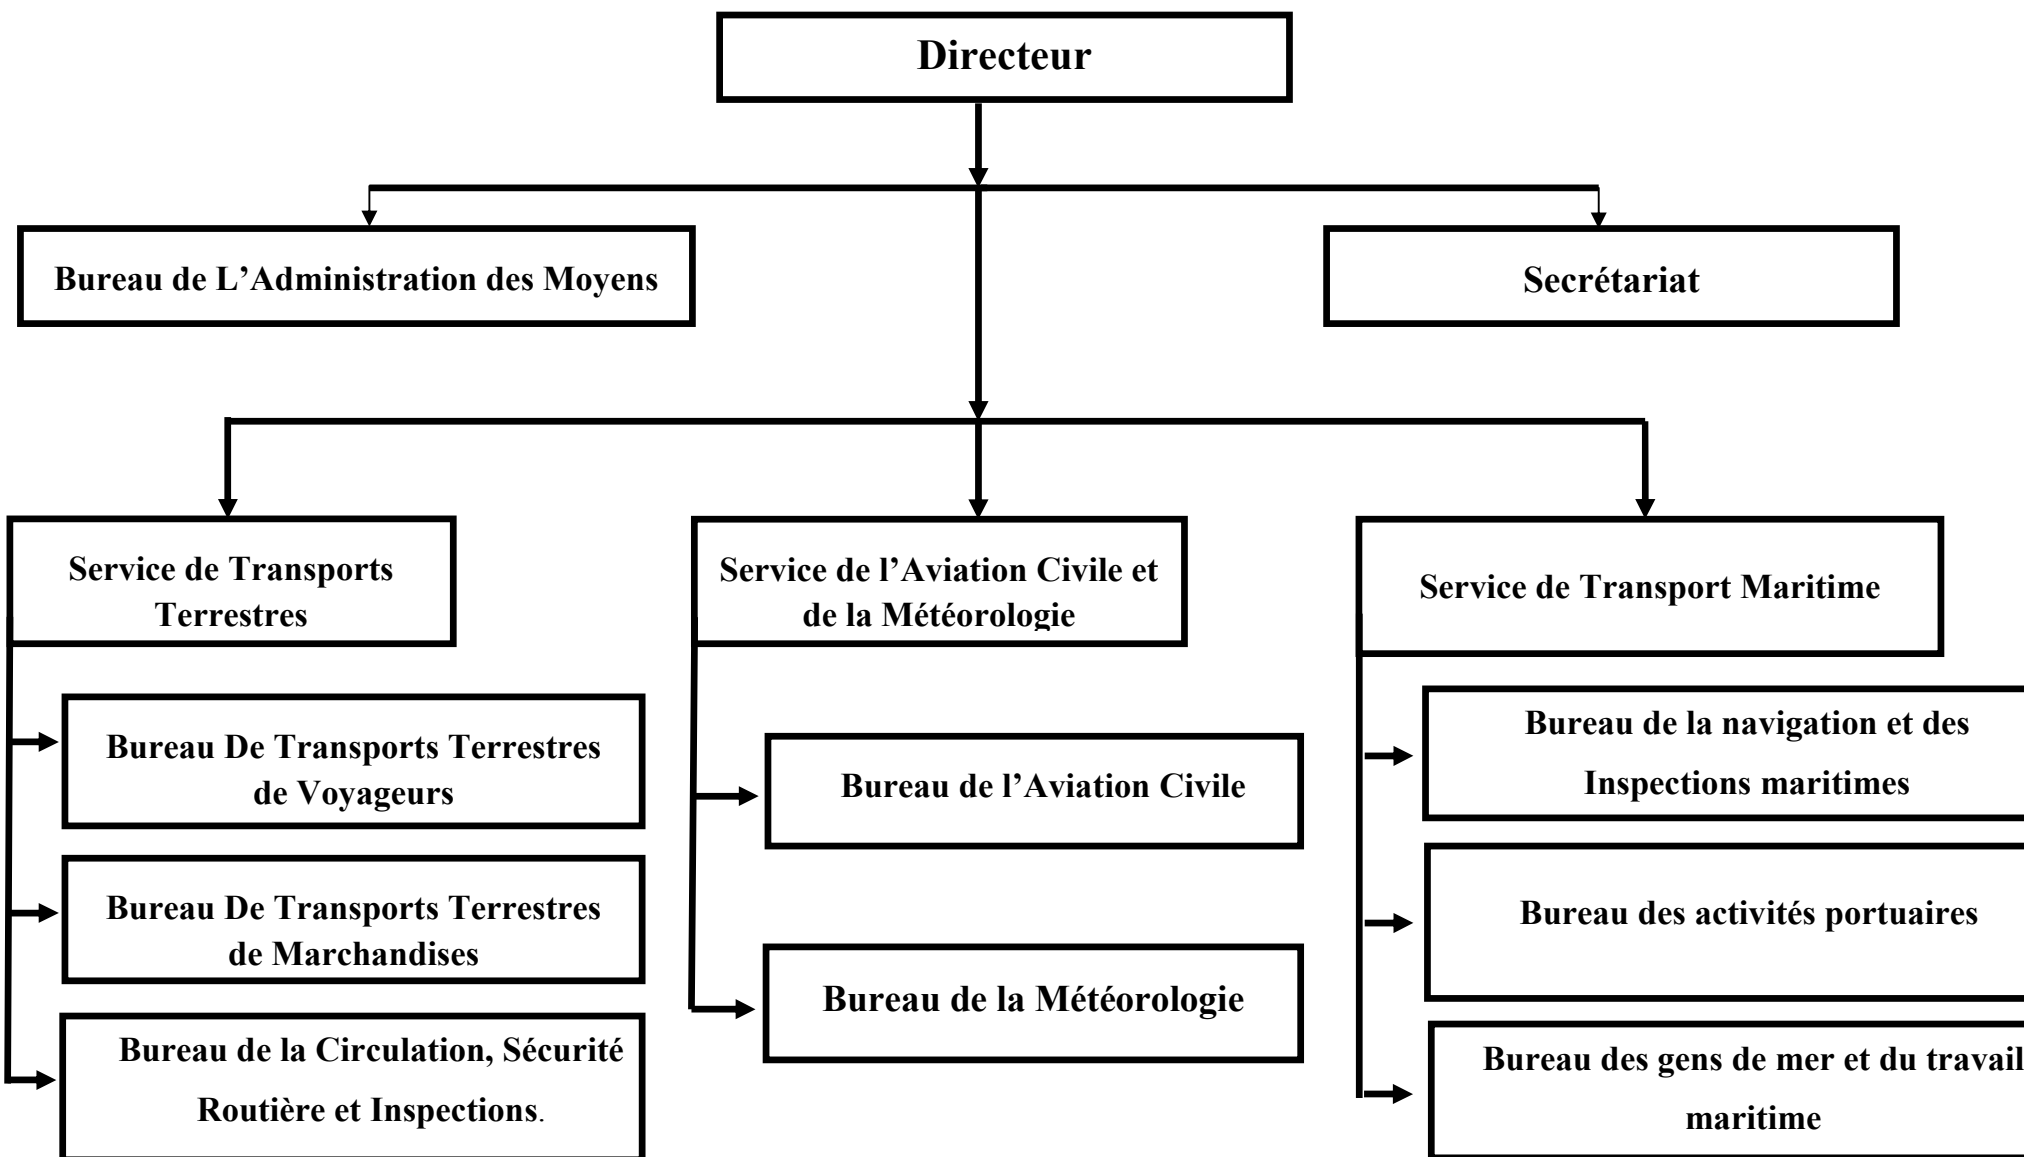 Directeur
Bureau de L’Administration des Moyens
Secrétariat
Service de Transports
Terrestres
Service de l’Aviation Civile et
de la Météorologie
Service de Transport Maritime
Bureau De Transports Terrestres
de Voyageurs
Bureau De Transports Terrestres
de Marchandises
Bureau de la Circulation, Sécurité
Routière et Inspections.
Bureau de l’Aviation Civile
Bureau de la Météorologie
Bureau de la navigation et des
Inspections maritimes
Bureau des activités portuaires
Bureau des gens de mer et du travail
maritime